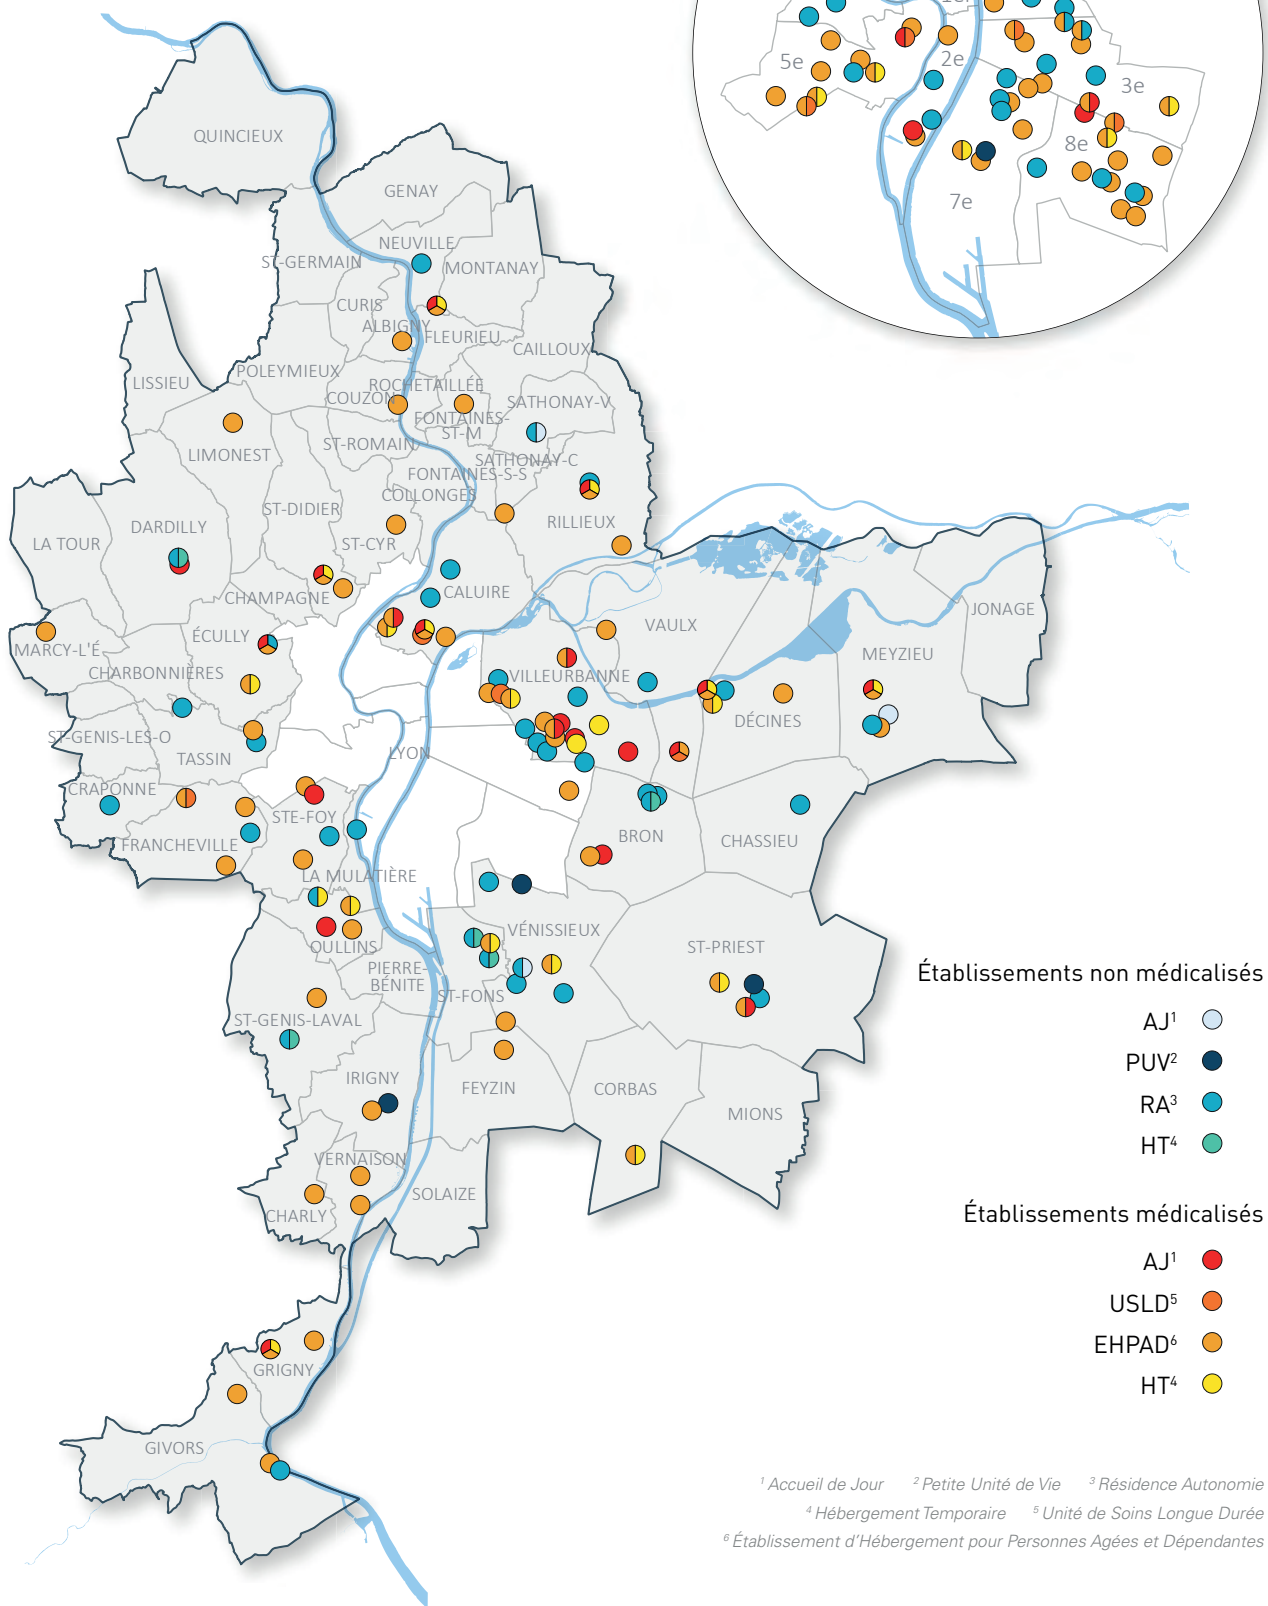 1er
5e
2e
3e
8e
7e
QUINCIEUX
GENAY
NEUVILLE
ST-GERMAIN
MONTANAY
CURIS
ALBIGNY
FLEURIEU
CAILLOUX
POLEYMIEUX
LISSIEU
ROCHETAILLÉE
COUZON
SATHONAY-V
FONTAINES-
ST-M
ST-ROMAIN
LIMONEST
SATHONAY-C
FONTAINES-S-S
COLLONGES
ST-DIDIER
RILLIEUX
DARDILLY
LA TOUR
ST-CYR
CHAMPAGNE
CALUIRE
JONAGE
VAULX
ÉCULLY
MARCY-L'É
MEYZIEU
CHARBONNIÈRES
VILLEURBANNE
DÉCINES
ST-GENIS-LES-O
TASSIN
LYON
CRAPONNE
STE-FOY
BRON
CHASSIEU
FRANCHEVILLE
LA MULATIÈRE
VÉNISSIEUX
OULLINS
ST-PRIEST
PIERRE-
BÉNITE
ST-FONS
ST-GENIS-LAVAL
IRIGNY
FEYZIN
CORBAS
MIONS
VERNAISON
SOLAIZE
CHARLY
GRIGNY
GIVORS
Établissements non médicalisés
AJ¹
PUV²
RA³
HT⁴
Établissements médicalisés
AJ¹
USLD⁵
EHPAD⁶
HT⁴
¹ Accueil de Jour ² Petite Unité de Vie ³ Résidence Autonomie
⁴ Hébergement Temporaire ⁵ Unité de Soins Longue Durée
⁶ Établissement d'Hébergement pour Personnes Agées et Dépendantes